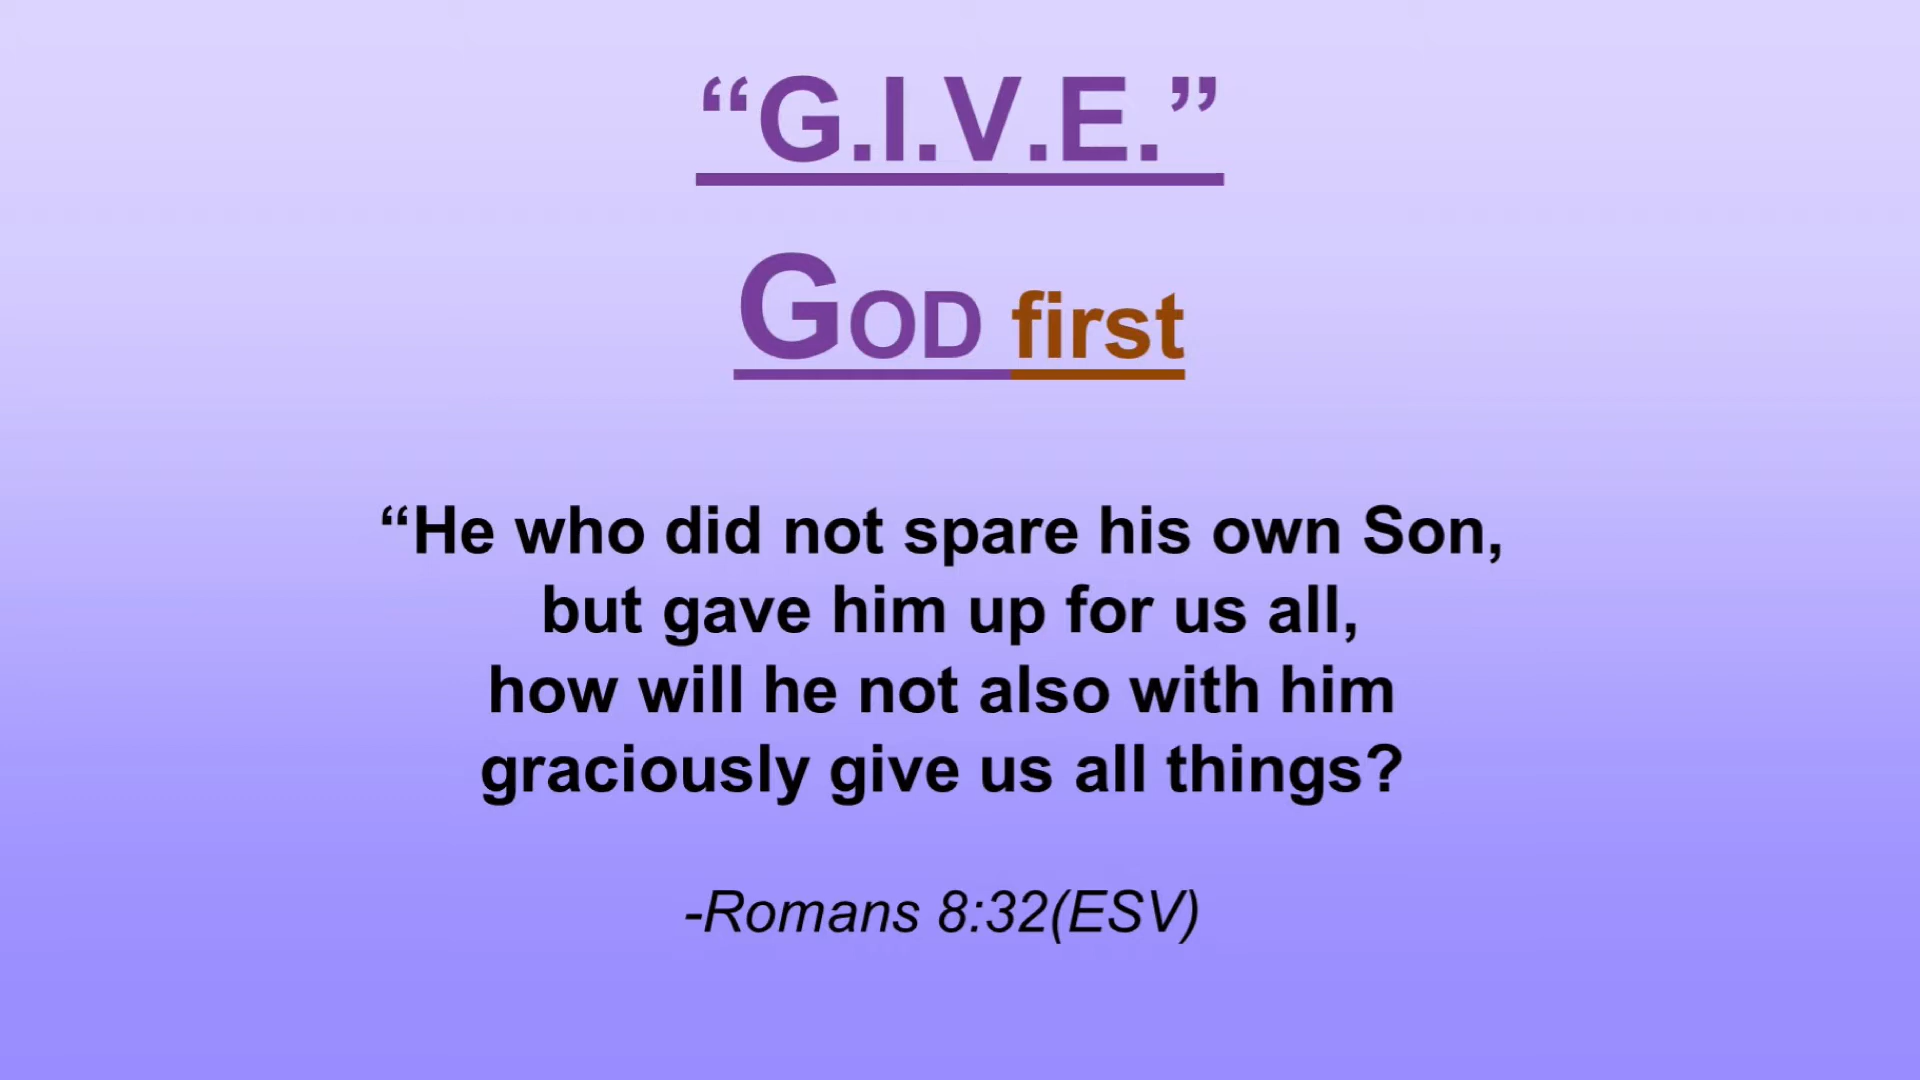 “G.I.V.E.”
GOD first
“He who did not spare his own Son,
but gave him up for us all,
how will he not also with him
graciously give us all things?
-Romans 8:32(ESV)